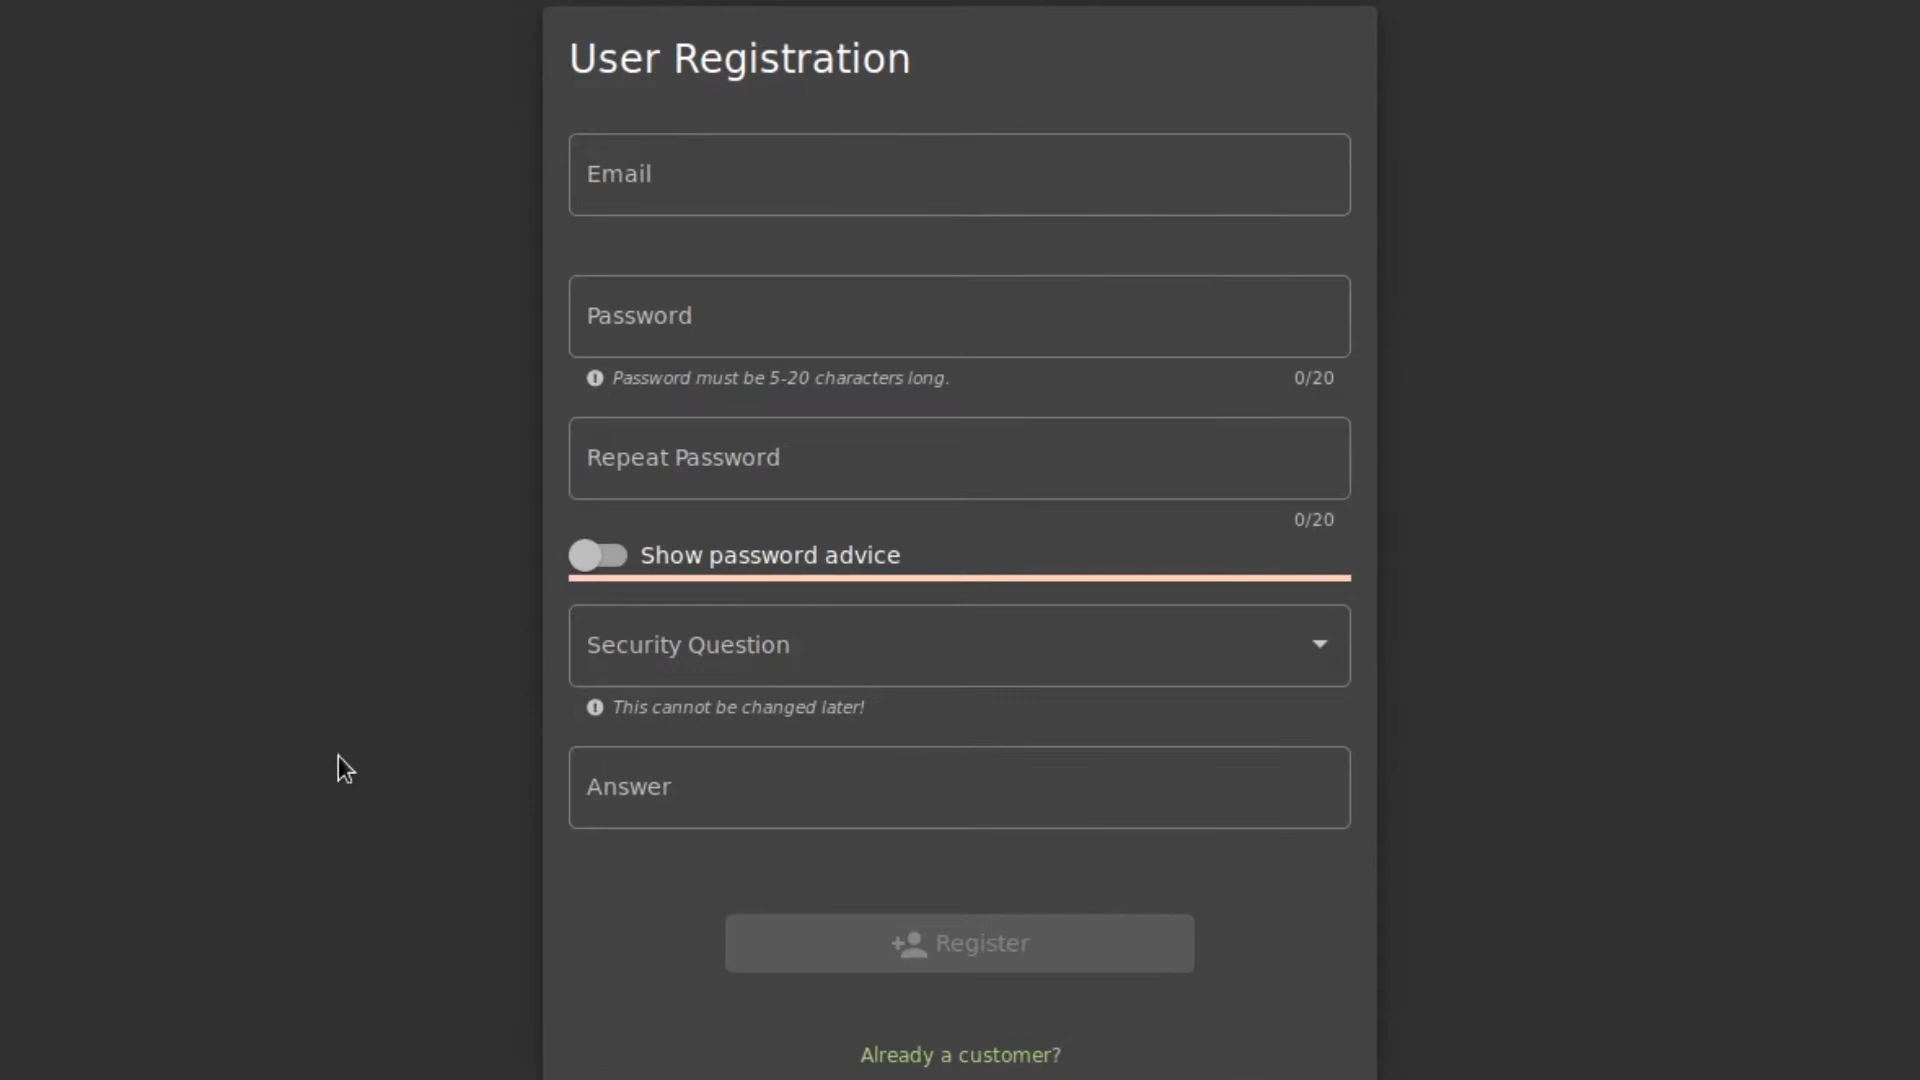 User Registration
Email
Password
Password must be 5-20 characters long. 0/20
Repeat Password
0/20
Show password advice
Security Question
This cannot be changed later!
Answer
Register
Already a customer?